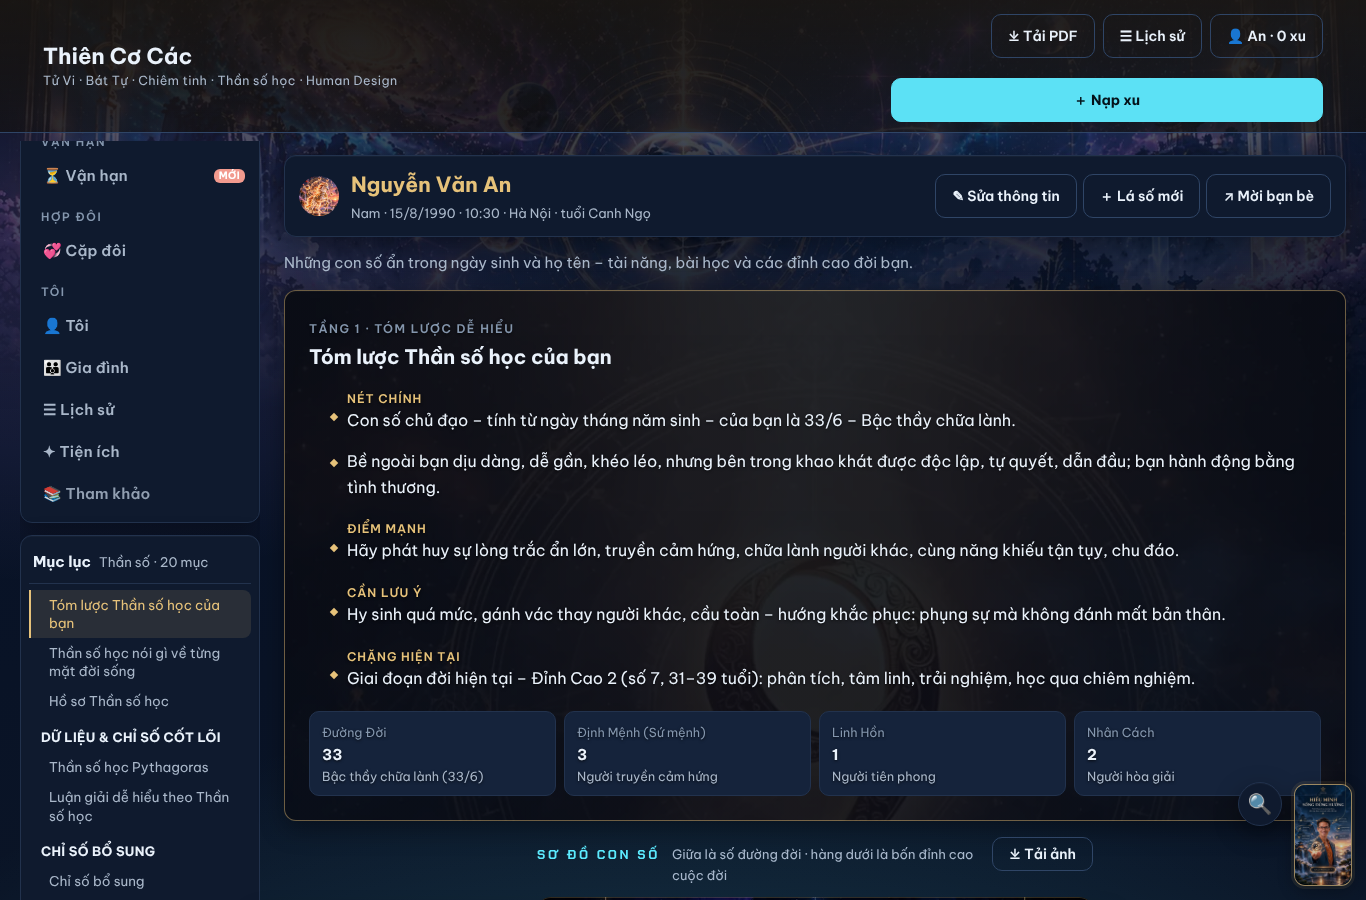 Thiên Cơ Các
Tử Vi · Bát Tự · Chiêm tinh · Thần số học · Human Design
Tải PDF
Lịch sử
An · 0 xu
+ Nạp xu
VẬN HẠN
Vận hạn
MỚI
HỢP ĐÔI
Cặp đôi
TÔI
Tôi
Gia đình
Lịch sử
Tiện ích
Tham khảo
Mục lục Thần số · 20 mục
Tóm lược Thần số học của
bạn
Thần số học nói gì về từng
mặt đời sống
Hồ sơ Thần số học
DỮ LIỆU & CHỈ SỐ CỐT LÕI
Thần số học Pythagoras
Luận giải dễ hiểu theo Thần
số học
CHỈ SỐ BỔ SUNG
Chỉ số bổ sung
Nguyễn Văn An
Nam · 15/8/1990 · 10:30 · Hà Nội · tuổi Canh Ngọ
Sửa thông tin
+ Lá số mới
Mời bạn bè
Những con số ẩn trong ngày sinh và họ tên – tài năng, bài học và các đỉnh cao đời bạn.
TẦNG 1 · TÓM LƯỢC DỄ HIỂU
Tóm lược Thần số học của bạn
NÉT CHÍNH
Con số chủ đạo – tính từ ngày tháng năm sinh – của bạn là 33/6 – Bậc thầy chữa lành.
Bề ngoài bạn dịu dàng, dễ gần, khéo léo, nhưng bên trong khao khát được độc lập, tự quyết, dẫn đầu; bạn hành động bằng
tình thương.
ĐIỂM MẠNH
Hãy phát huy sự lòng trắc ẩn lớn, truyền cảm hứng, chữa lành người khác, cùng năng khiếu tận tụy, chu đáo.
CẦN LƯU Ý
Hy sinh quá mức, gánh vác thay người khác, cầu toàn – hướng khắc phục: phụng sự mà không đánh mất bản thân.
CHẶNG HIỆN TẠI
Giai đoạn đời hiện tại – Đỉnh Cao 2 (số 7, 31–39 tuổi): phân tích, tâm linh, trải nghiệm, học qua chiêm nghiệm.
Đường Đời
33
Bậc thầy chữa lành (33/6)
Định Mệnh (Sứ mệnh)
3
Người truyền cảm hứng
Linh Hồn
1
Người tiên phong
Nhân Cách
2
Người hòa giải
SƠ ĐỒ CON SỐ
Giữa là số đường đời · hàng dưới là bốn đỉnh cao
cuộc đời
Tải ảnh